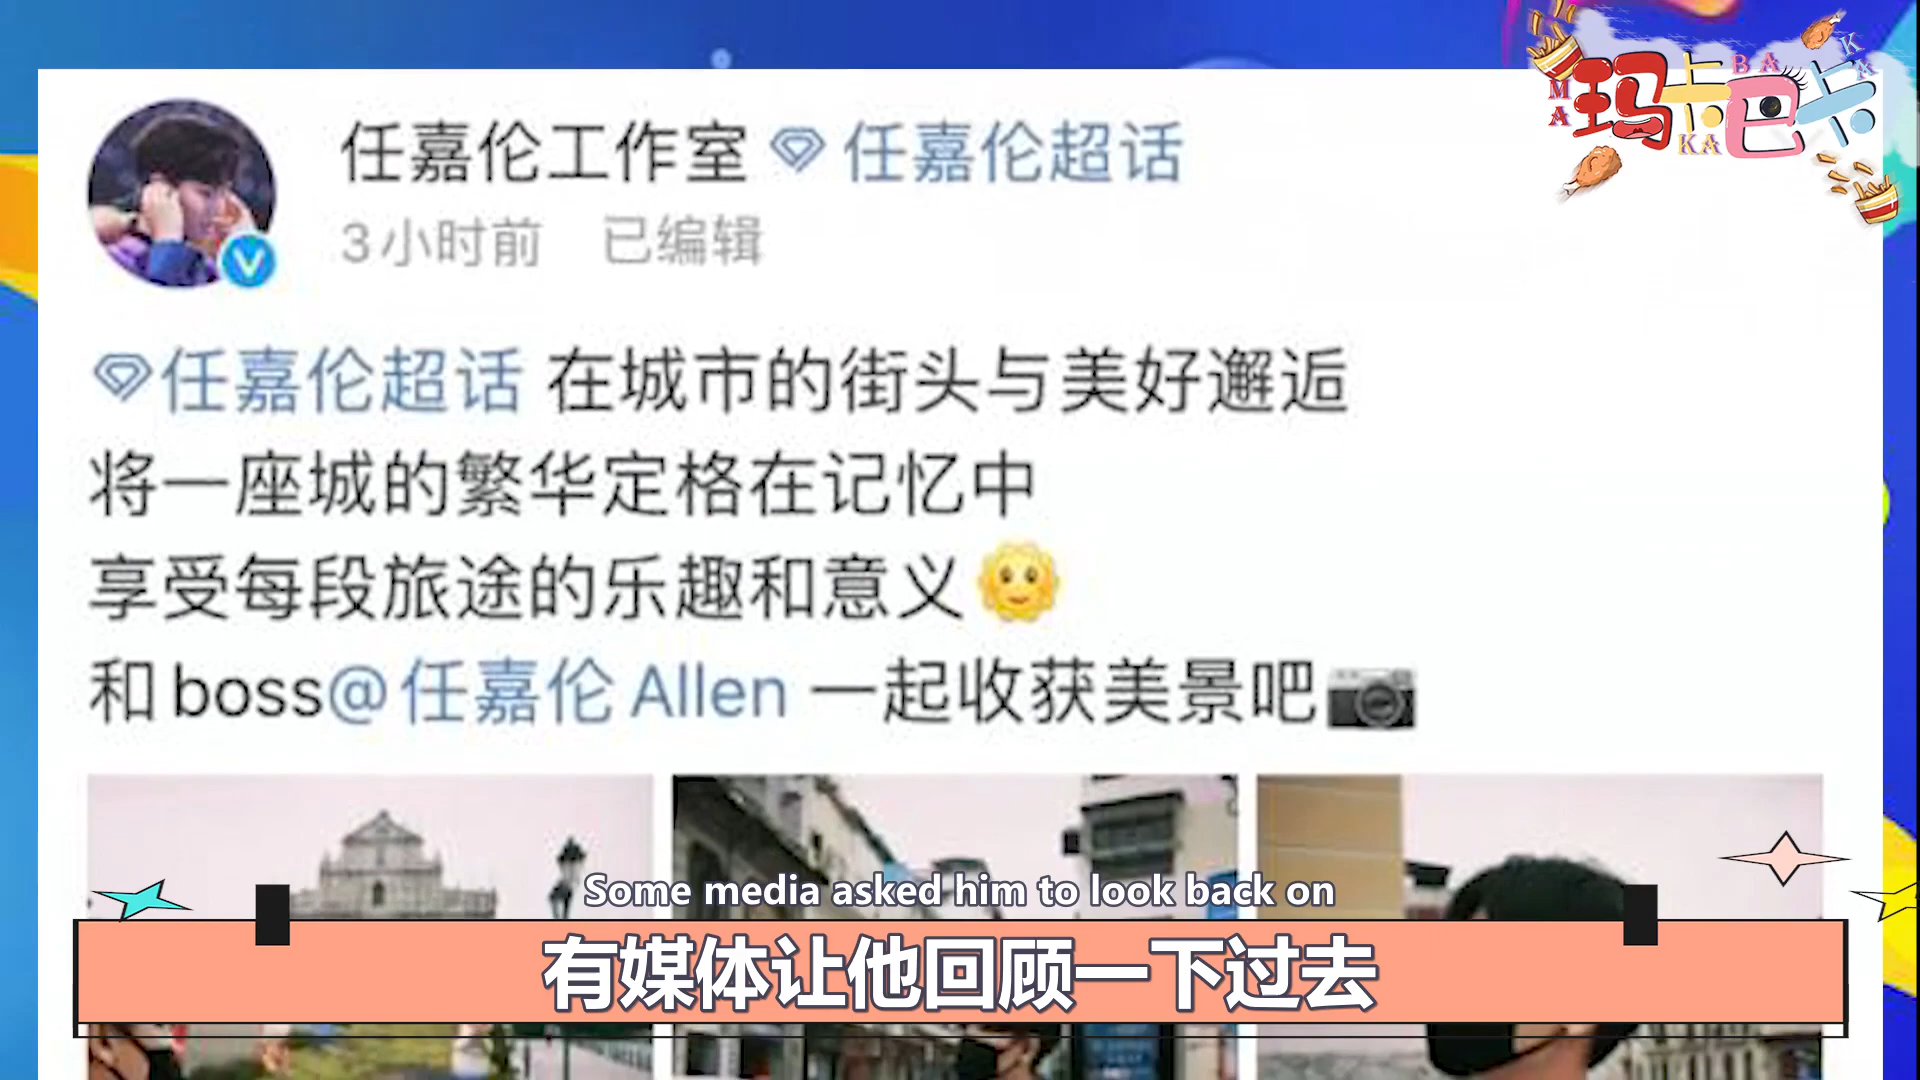 任嘉伦工作室 任嘉伦超话
3小时前 已编辑
任嘉伦超话 在城市的街头与美好邂逅
将一座城的繁华定格在记忆中
享受每段旅途的乐趣和意义
和boss@任嘉伦Allen 一起收获美景吧
玛卡巴卡
MA KA BA KA
Some media asked him to look back on
有媒体让他回顾一下过去